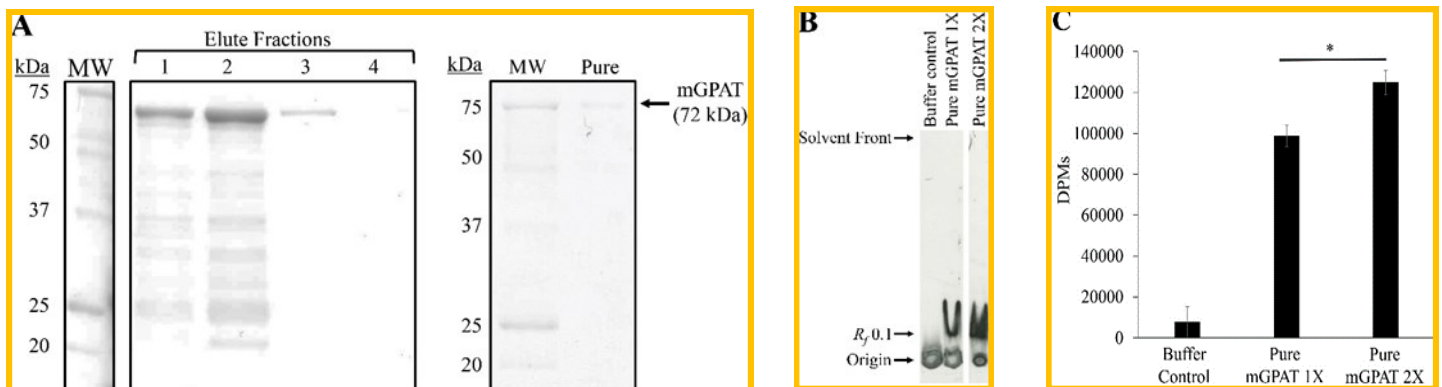 A
Elute Fractions
kDa MW 1 2 3 4
75
50
37
25
20
kDa MW Pure
75
50
37
25
20
mGPAT
(72 kDa)
B
Buffer control
Pure mGPAT 1X
Pure mGPAT 2X
Solvent Front
Rf 0.1
Origin
C
DPMs
140000
120000
100000
80000
60000
40000
20000
0
*
Buffer Control
Pure mGPAT 1X
Pure mGPAT 2X